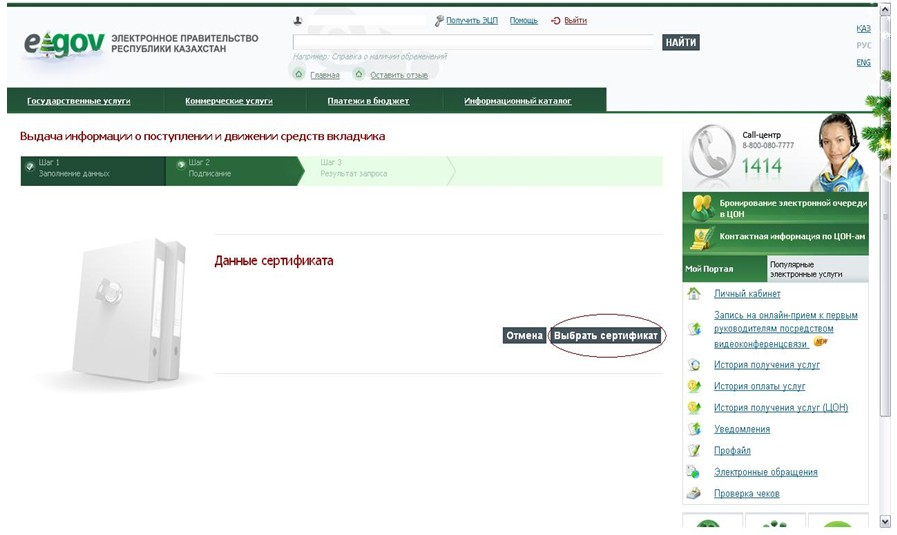 Получить ЭЦП Помощь Выйти
ҚАЗ
РУС
ENG
e gov ЭЛЕКТРОННОЕ ПРАВИТЕЛЬСТВО
РЕСПУБЛИКИ КАЗАХСТАН
НАЙТИ
Например: Справка о наличии обременений
Главная Оставить отзыв
Государственные услуги Коммерческие услуги Платежи в бюджет Информационный каталог
Выдача информации о поступлении и движении средств вкладчика
Шаг 1
Заполнение данных
Шаг 2
Подписание
Шаг 3
Результат запроса
Данные сертификата
Отмена Выбрать сертификат
Call-центр
8-800-080-7777
1414
Бронирование электронной очереди
в ЦОН
Контактная информация по ЦОН-ам
Мой Портал
Популярные
электронные услуги
Личный кабинет
Запись на онлайн-прием к первым
руководителям посредством
видеоконференцсвязи. NEW
История получения услуг
История оплаты услуг
История получения услуг (ЦОН)
Уведомления
Профайл
Электронные обращения
Проверка чеков